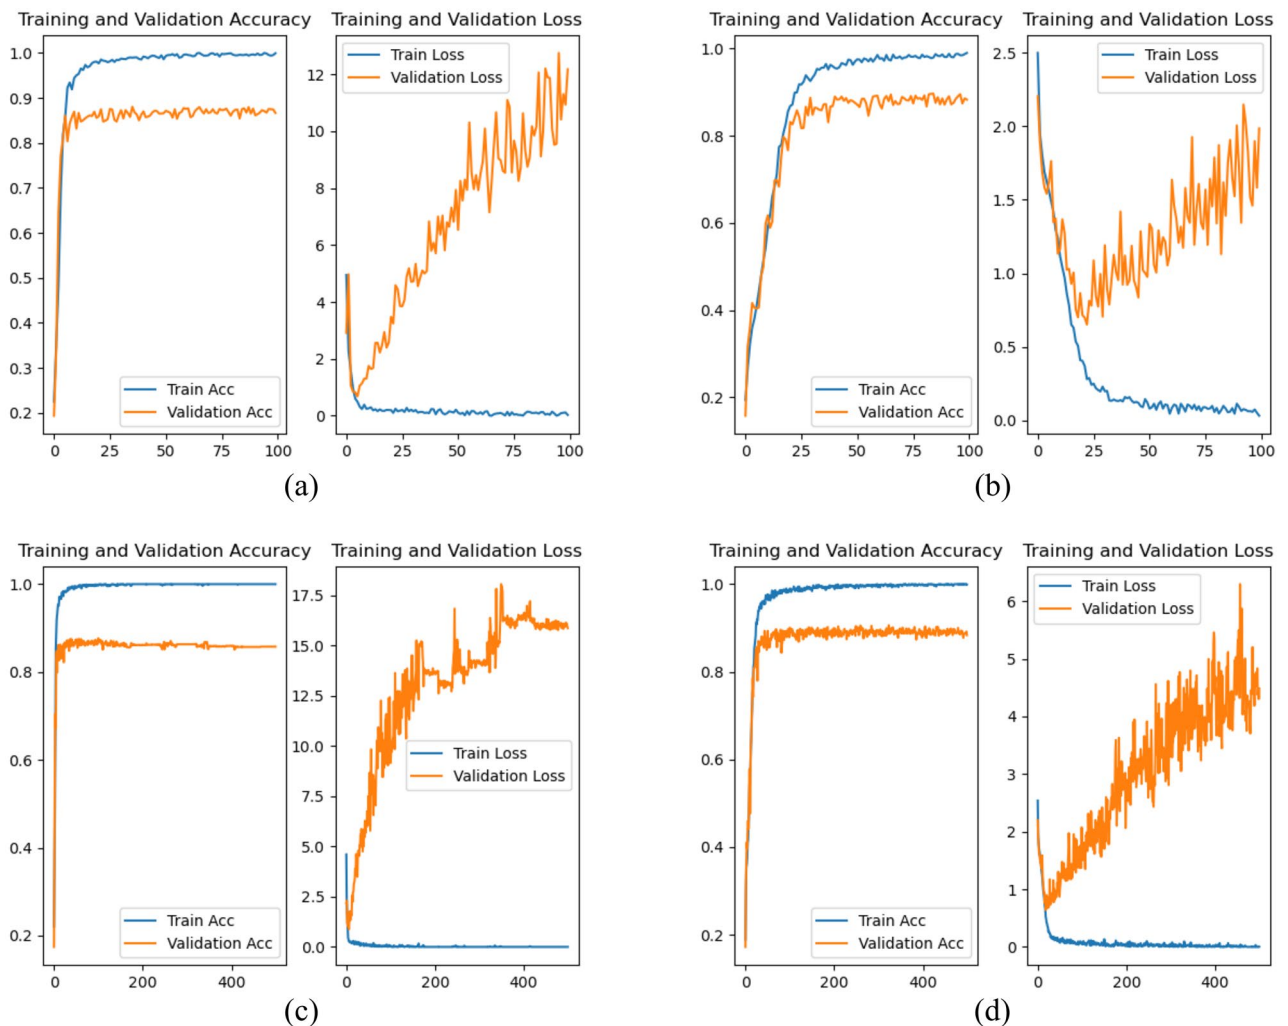 Training and Validation Accuracy
1.0
0.9
0.8
0.7
0.6
0.5
0.4
0.3
0.2
Train Acc
Validation Acc
0 25 50 75 100
Training and Validation Loss
Train Loss
Validation Loss
12
10
8
6
4
2
0
0 25 50 75 100
(a)
Training and Validation Accuracy
1.0
0.8
0.6
0.4
0.2
Train Acc
Validation Acc
0 25 50 75 100
Training and Validation Loss
Train Loss
Validation Loss
2.5
2.0
1.5
1.0
0.5
0.0
0 25 50 75 100
(b)
Training and Validation Accuracy
1.0
0.8
0.6
0.4
0.2
Train Acc
Validation Acc
0 200 400
Training and Validation Loss
17.5
15.0
12.5
10.0
7.5
5.0
2.5
0.0
Train Loss
Validation Loss
0 200 400
(c)
Training and Validation Accuracy
1.0
0.8
0.6
0.4
0.2
Train Acc
Validation Acc
0 200 400
Training and Validation Loss
Train Loss
Validation Loss
6
5
4
3
2
1
0
0 200 400
(d)